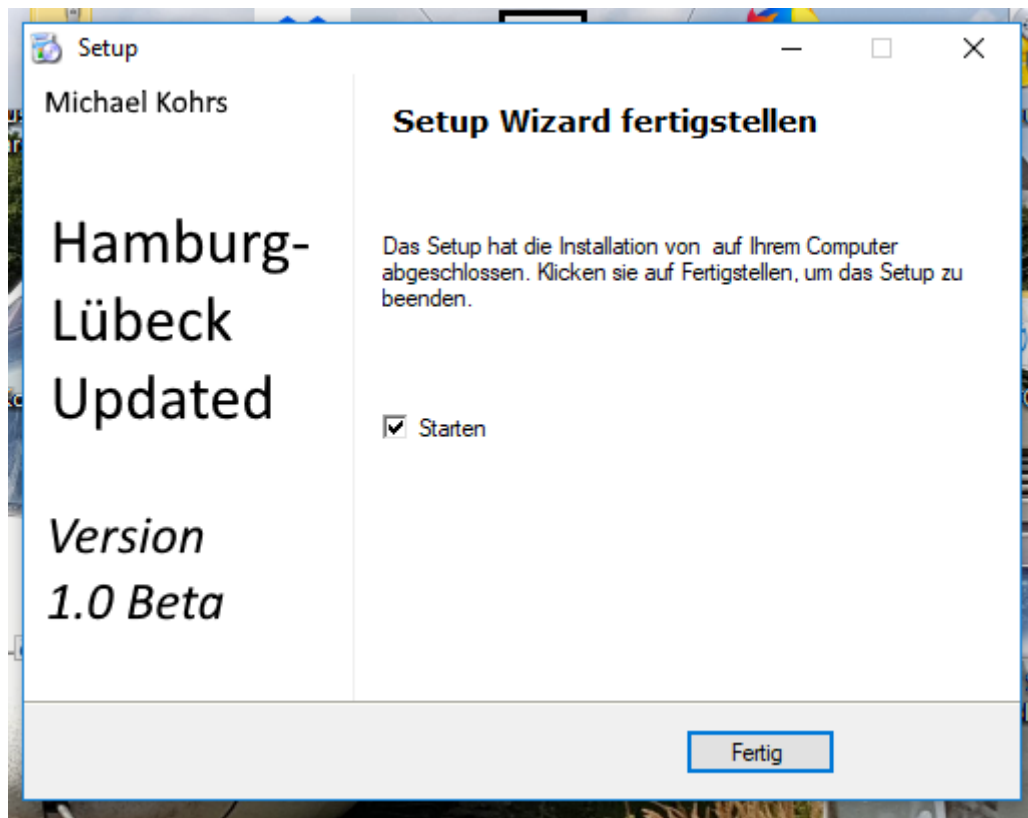 Setup
Michael Kohrs
Hamburg-
Lübeck
Updated
Version
1.0 Beta
Setup Wizard fertigstellen
Das Setup hat die Installation von  auf Ihrem Computer
abgeschlossen. Klicken sie auf Fertigstellen, um das Setup zu
beenden.
Starten
Fertig